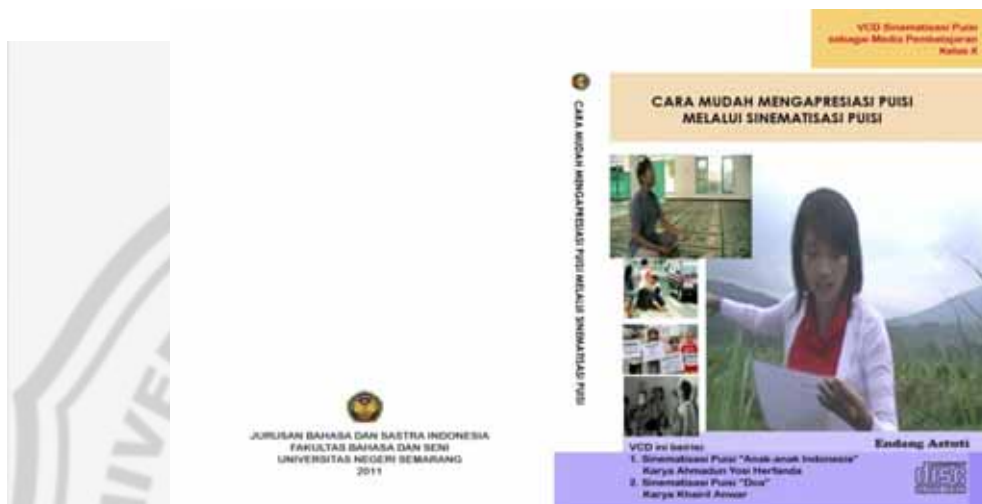 JURUSAN BAHASA DAN SASTRA INDONESIA
FAKULTAS BAHASA DAN SENI
UNIVERSITAS NEGERI SEMARANG
2011
CARA MUDAH MENGAPRESIASI PUISI MELALUI SINEMATISASI PUISI
VCD Sinematisasi Puisi
sebagai Media Pembelajaran
Kelas X
CARA MUDAH MENGAPRESIASI PUISI
MELALUI SINEMATISASI PUISI
VCD ini berisi:
1. Sinematisasi Puisi "Anak-anak Indonesia"
Karya Ahmadun Yosi Herfanda
2. Sinematisasi Puisi "Doa"
Karya Khairil Anwar
Endang Astuti
disc